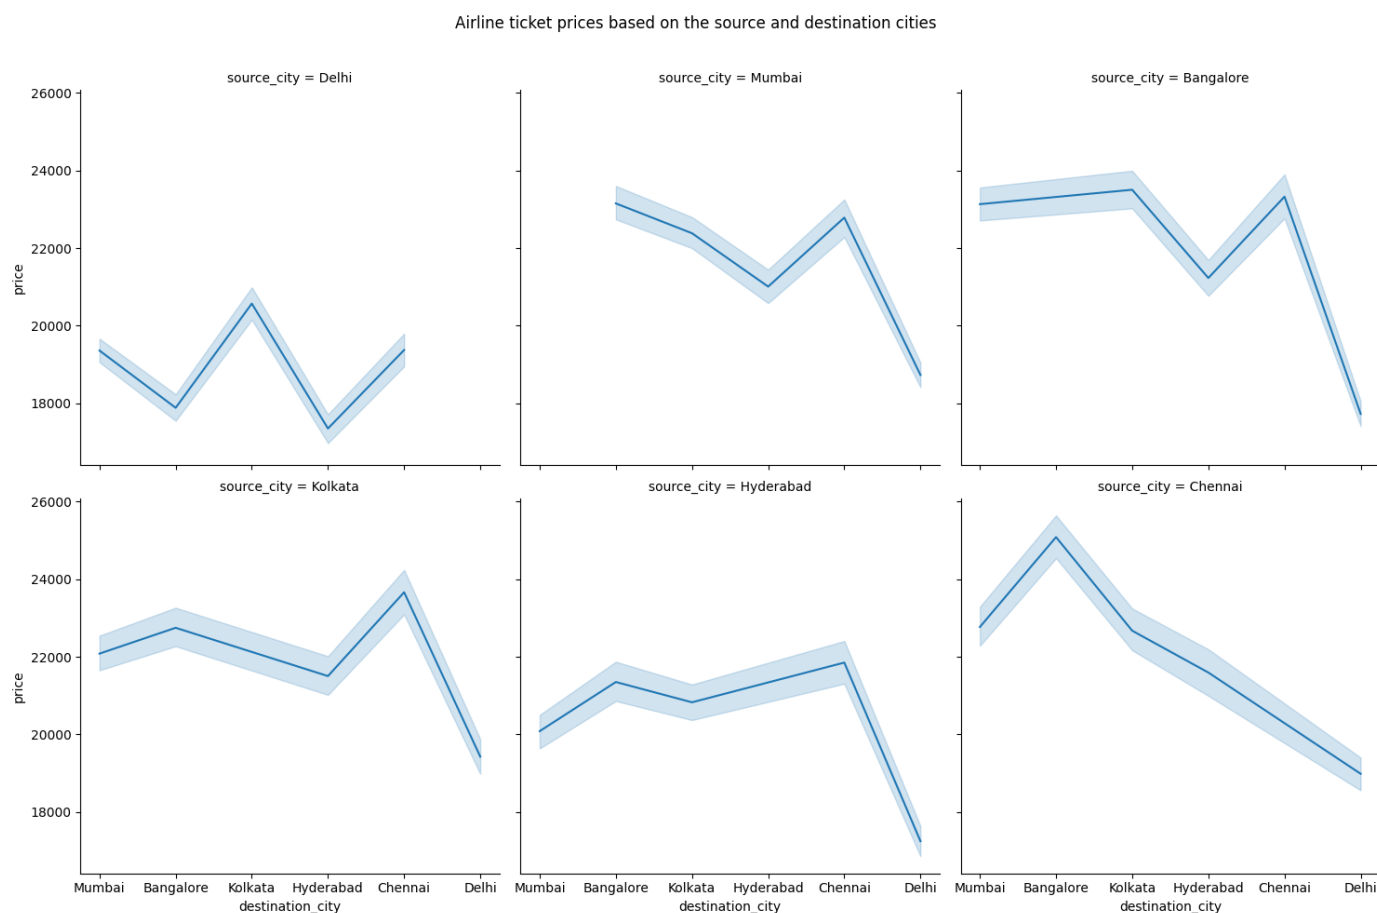 Airline ticket prices based on the source and destination cities
source_city = Delhi
source_city = Mumbai
source_city = Bangalore
26000
24000
22000
20000
18000
price
source_city = Kolkata
source_city = Hyderabad
source_city = Chennai
26000
24000
22000
20000
18000
price
Mumbai Bangalore Kolkata Hyderabad Chennai Delhi
destination_city
Mumbai Bangalore Kolkata Hyderabad Chennai Delhi
destination_city
Mumbai Bangalore Kolkata Hyderabad Chennai Delhi
destination_city